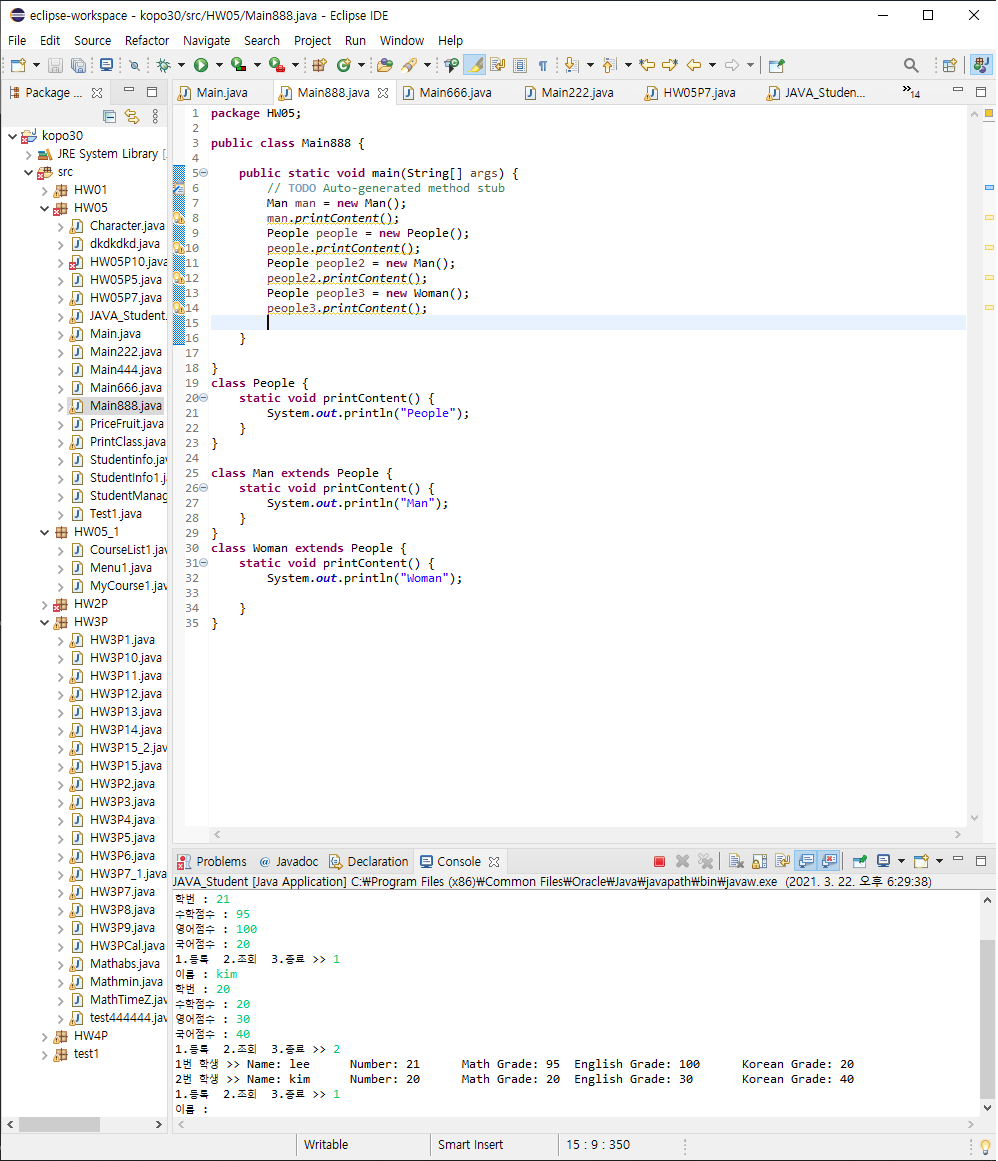 eclipse-workspace - kopo30/src/HW05/Main888.java - Eclipse IDE
File Edit Source Refactor Navigate Search Project Run Window Help
Package ...
Main.java Main888.java Main666.java Main222.java HW05P7.java JAVA_Studen... »14
kopo30
JRE System Library [
src
HW01
HW05
Character.java
dkdkdkd.java
HW05P10.java
HW05P5.java
HW05P7.java
JAVA_Student.
Main.java
Main222.java
Main444.java
Main666.java
Main888.java
PriceFruit.java
PrintClass.java
Studentinfo.jav
StudentInfo1.j
StudentManag
Test1.java
HW05_1
CourseList1.jav
Menu1.java
MyCourse1.jav
HW2P
HW3P
HW3P1.java
HW3P10.java
HW3P11.java
HW3P12.java
HW3P13.java
HW3P14.java
HW3P15_2.jav
HW3P15.java
HW3P2.java
HW3P3.java
HW3P4.java
HW3P5.java
HW3P6.java
HW3P7_1.java
HW3P7.java
HW3P8.java
HW3P9.java
HW3PCal.java
Mathabs.java
Mathmin.java
MathTimeZ.jav
test444444.jav
HW4P
test1
1 package HW05;
2
3 public class Main888 {
4
5 public static void main(String[] args) {
6 // TODO Auto-generated method stub
7 Man man = new Man();
8 man.printContent();
9 People people = new People();
10 people.printContent();
11 People people2 = new Man();
12 people2.printContent();
13 People people3 = new Woman();
14 people3.printContent();
15
16 }
17
18 }
19 class People {
20 static void printContent() {
21 System.out.println("People");
22 }
23 }
24
25 class Man extends People {
26 static void printContent() {
27 System.out.println("Man");
28 }
29 }
30 class Woman extends People {
31 static void printContent() {
32 System.out.println("Woman");
33
34 }
35 }
Problems @ Javadoc Declaration Console
JAVA_Student [Java Application] C:₩Program Files (x86)₩Common Files₩Oracle₩Java₩javapath₩bin₩javaw.exe (2021. 3. 22. 오후 6:29:38)
학번 : 21
수학점수 : 95
영어점수 : 100
국어점수 : 20
1.등록 2.조회 3.종료 >> 1
이름 : kim
학번 : 20
수학점수 : 20
영어점수 : 30
국어점수 : 40
1.등록 2.조회 3.종료 >> 2
1번 학생 >> Name: lee Number: 21 Math Grade: 95 English Grade: 100 Korean Grade: 20
2번 학생 >> Name: kim Number: 20 Math Grade: 20 English Grade: 30 Korean Grade: 40
1.등록 2.조회 3.종료 >> 1
이름 :
Writable Smart Insert 15 : 9 : 350